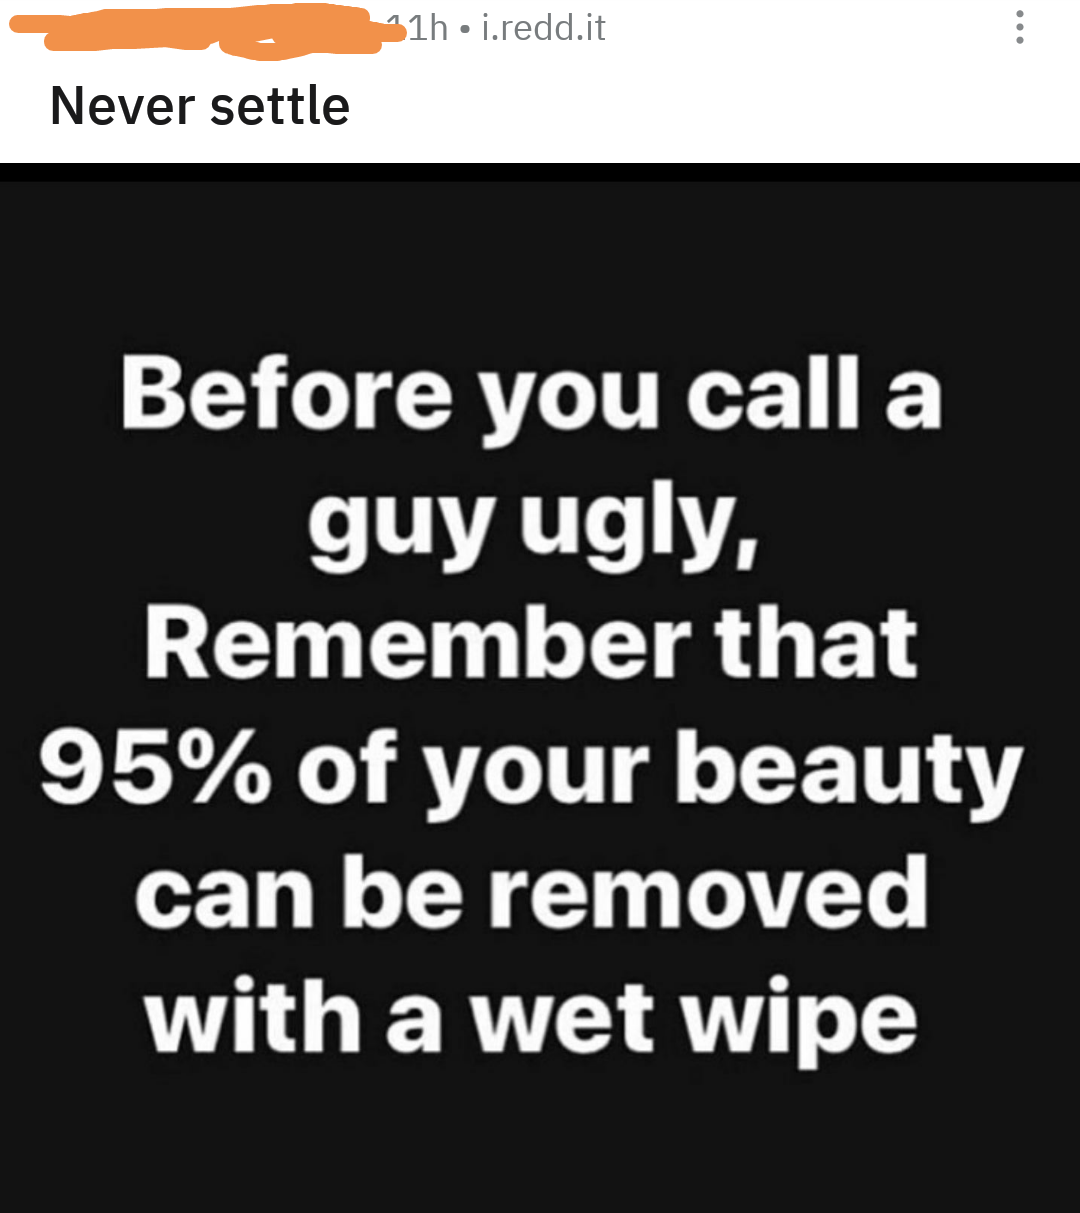 11h • i.redd.it
Never settle
Before you call a
guy ugly,
Remember that
95% of your beauty
can be removed
with a wet wipe